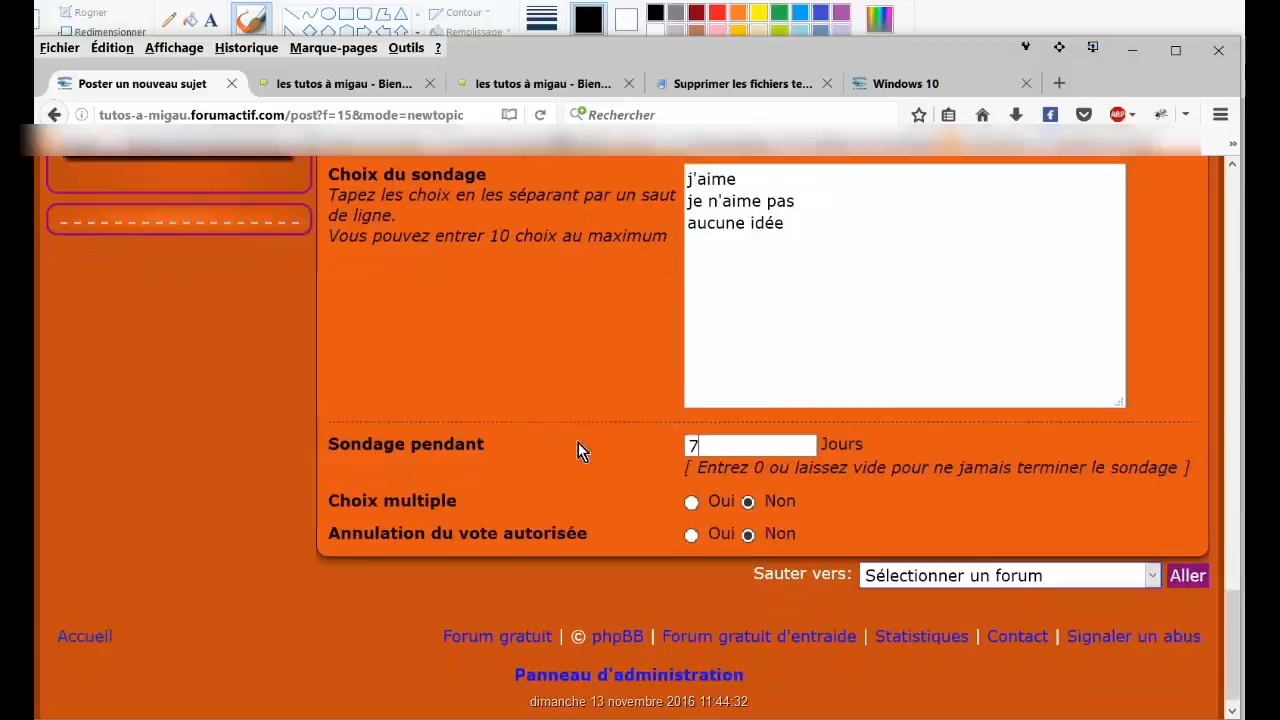 Rogner
Redimensionner
A
Contour
Remplissage
Fichier Édition Affichage Historique Marque-pages Outils ?
Poster un nouveau sujet
les tutos à migau - Bien...
les tutos à migau - Bien...
Supprimer les fichiers te...
Windows 10
tutos-a-migau.forumactif.com/post?f=15&mode=newtopic
Rechercher
ABP
Choix du sondage
Tapez les choix en les séparant par un saut
de ligne.
Vous pouvez entrer 10 choix au maximum
j'aime
je n'aime pas
aucune idée
Sondage pendant
7
Jours
[ Entrez 0 ou laissez vide pour ne jamais terminer le sondage ]
Choix multiple
Oui Non
Annulation du vote autorisée
Oui Non
Sauter vers: Sélectionner un forum Aller
Accueil
Forum gratuit | © phpBB | Forum gratuit d'entraide | Statistiques | Contact | Signaler un abus
Panneau d'administration
dimanche 13 novembre 2016 11:44:32